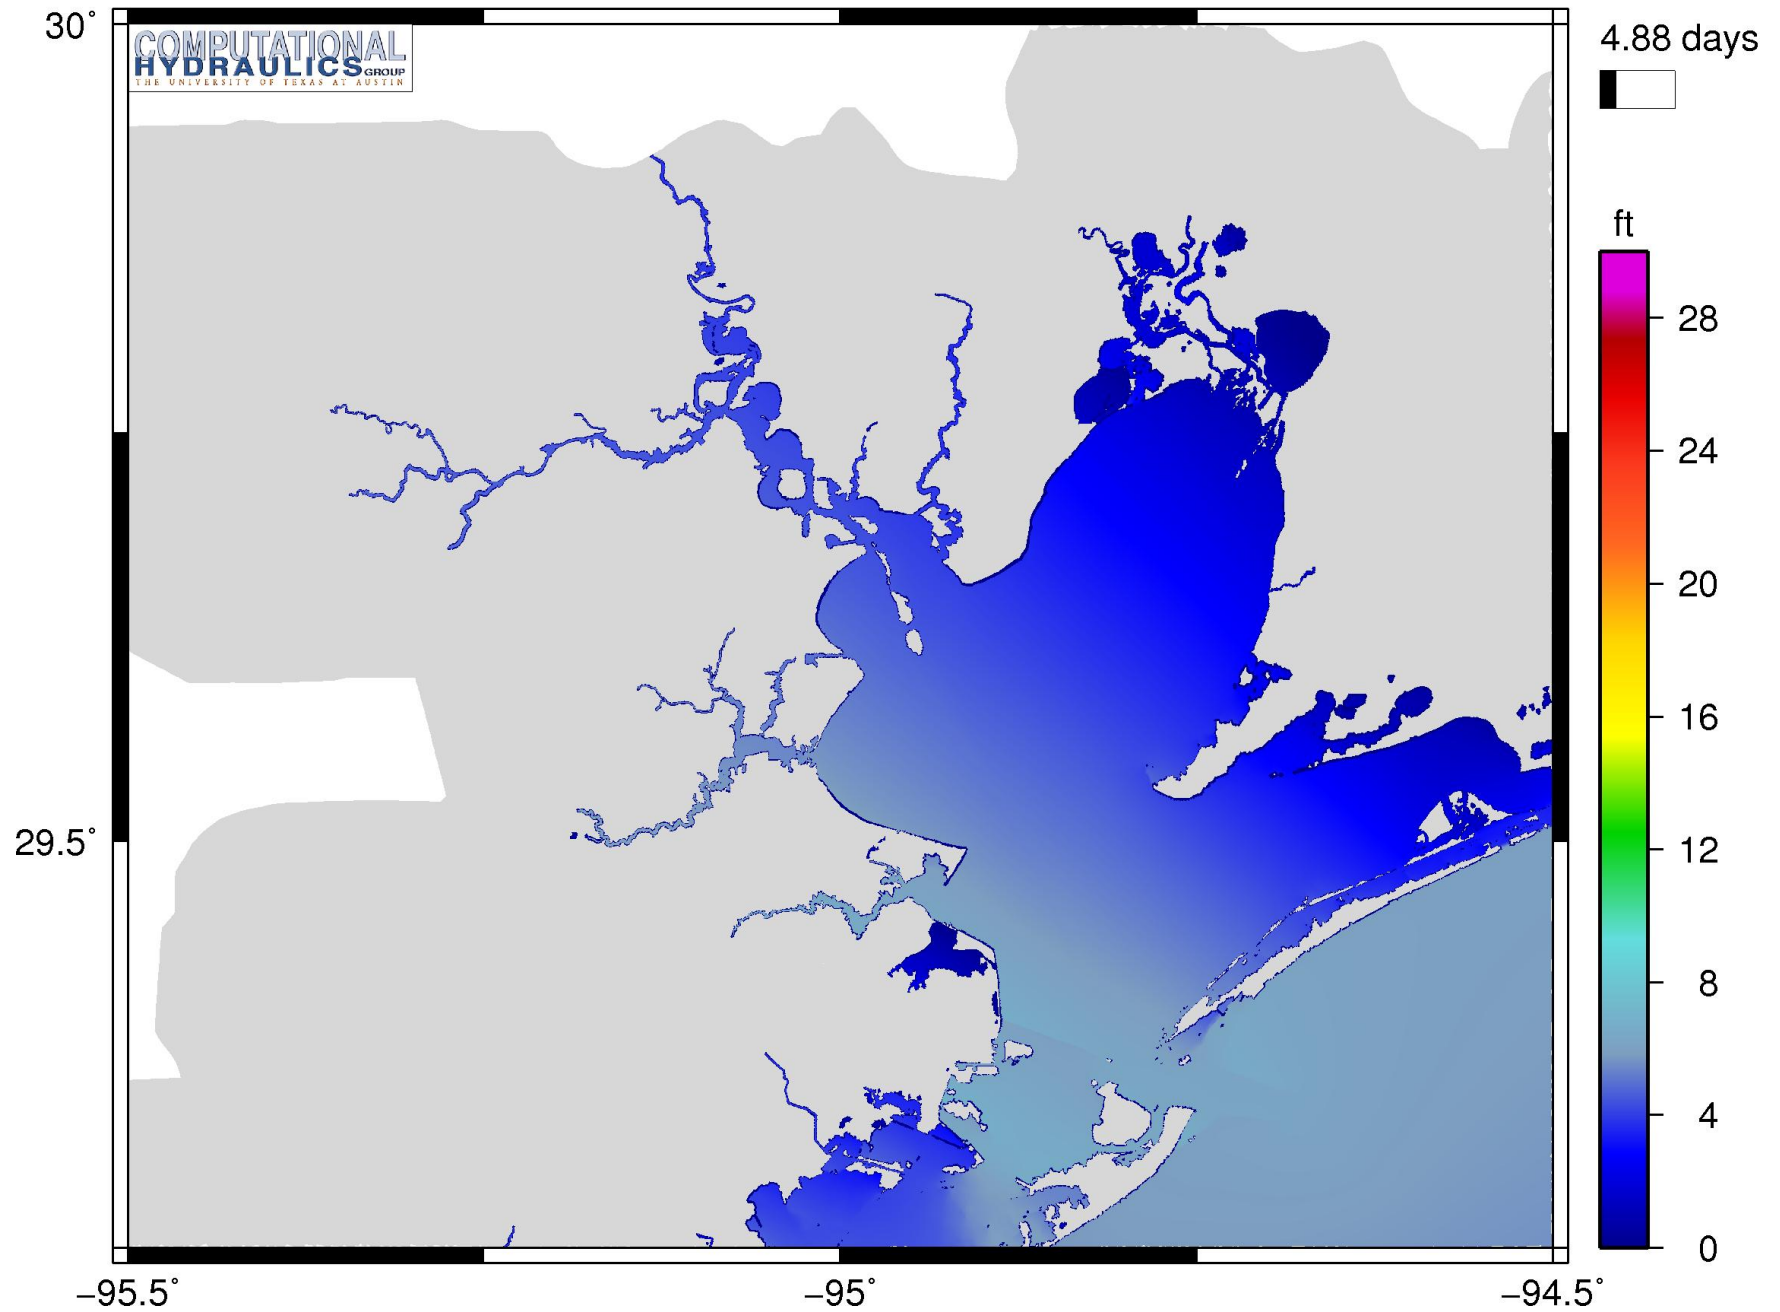 30°
COMPUTATIONAL
HYDRAULICS GROUP
THE UNIVERSITY OF TEXAS AT AUSTIN
4.88 days
ft
28
24
20
16
29.5°
12
8
4
0
−95.5°
−95°
−94.5°